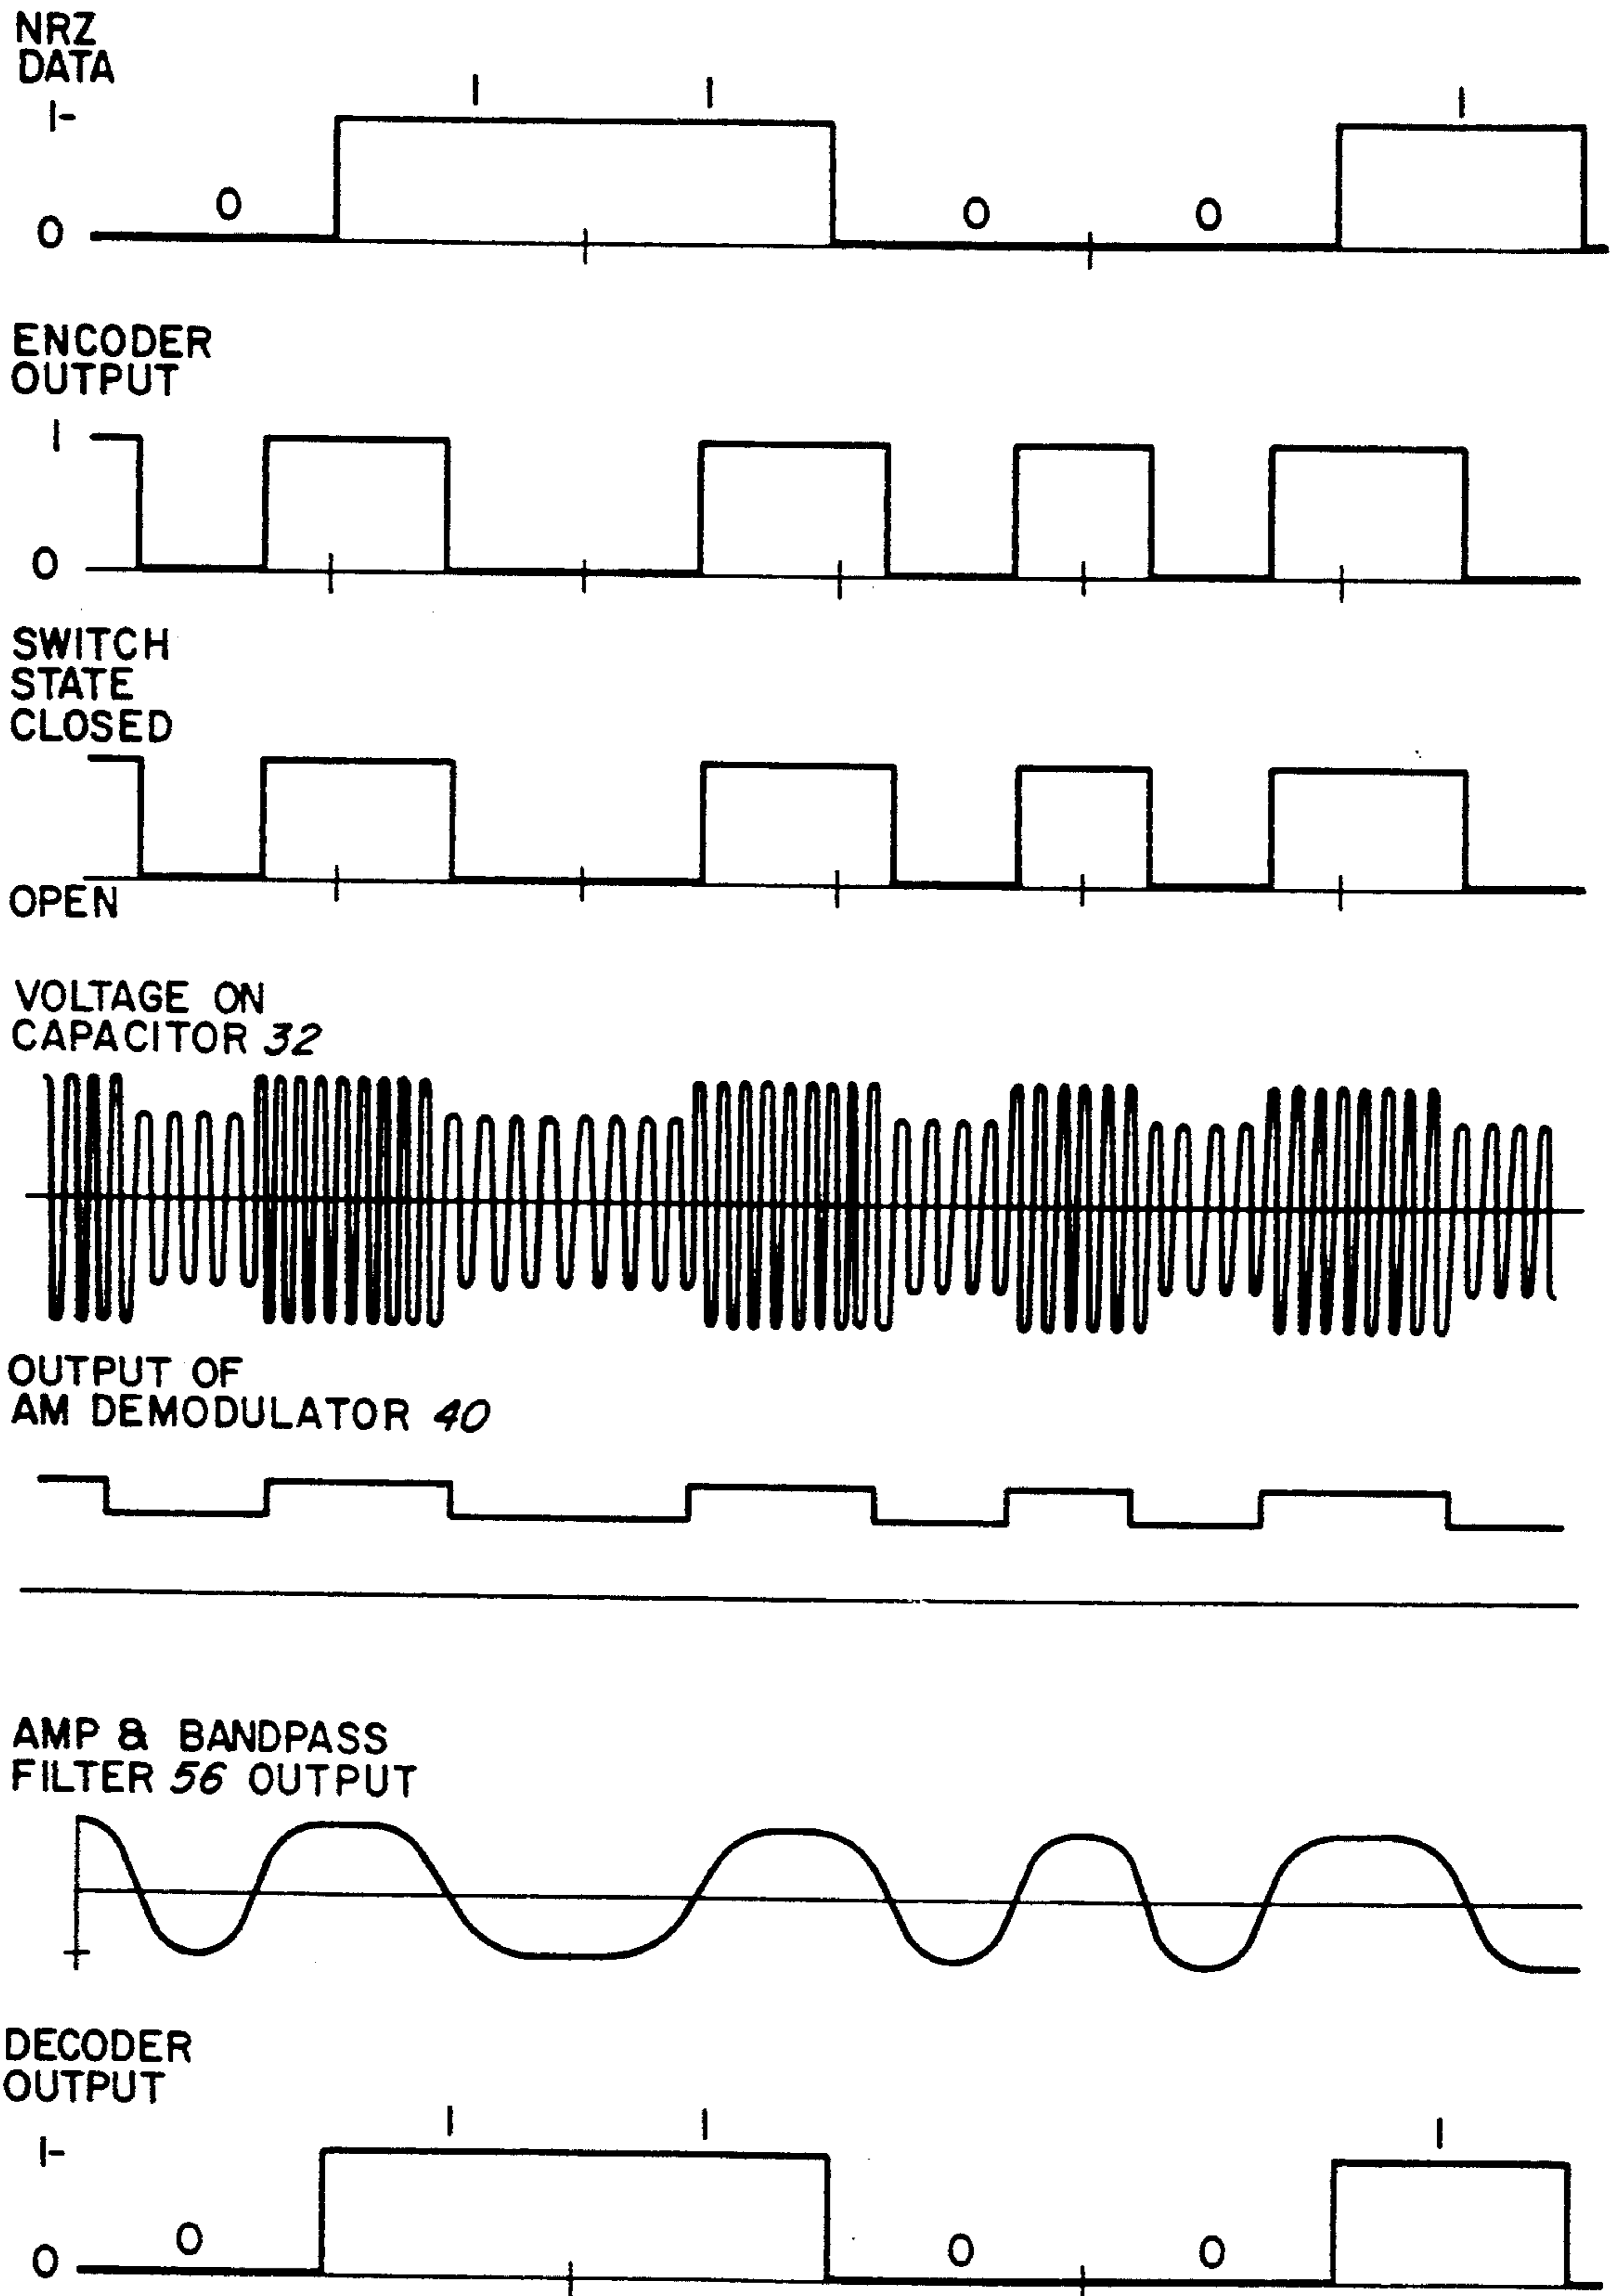 NRZ
DATA
1 1 1
1-
0 0 0
0
ENCODER
OUTPUT
1
0
SWITCH
STATE
CLOSED
OPEN
VOLTAGE ON
CAPACITOR 32
OUTPUT OF
AM DEMODULATOR 40
AMP & BANDPASS
FILTER 56 OUTPUT
DECODER
OUTPUT
1 1 1
1-
0 0 0
0